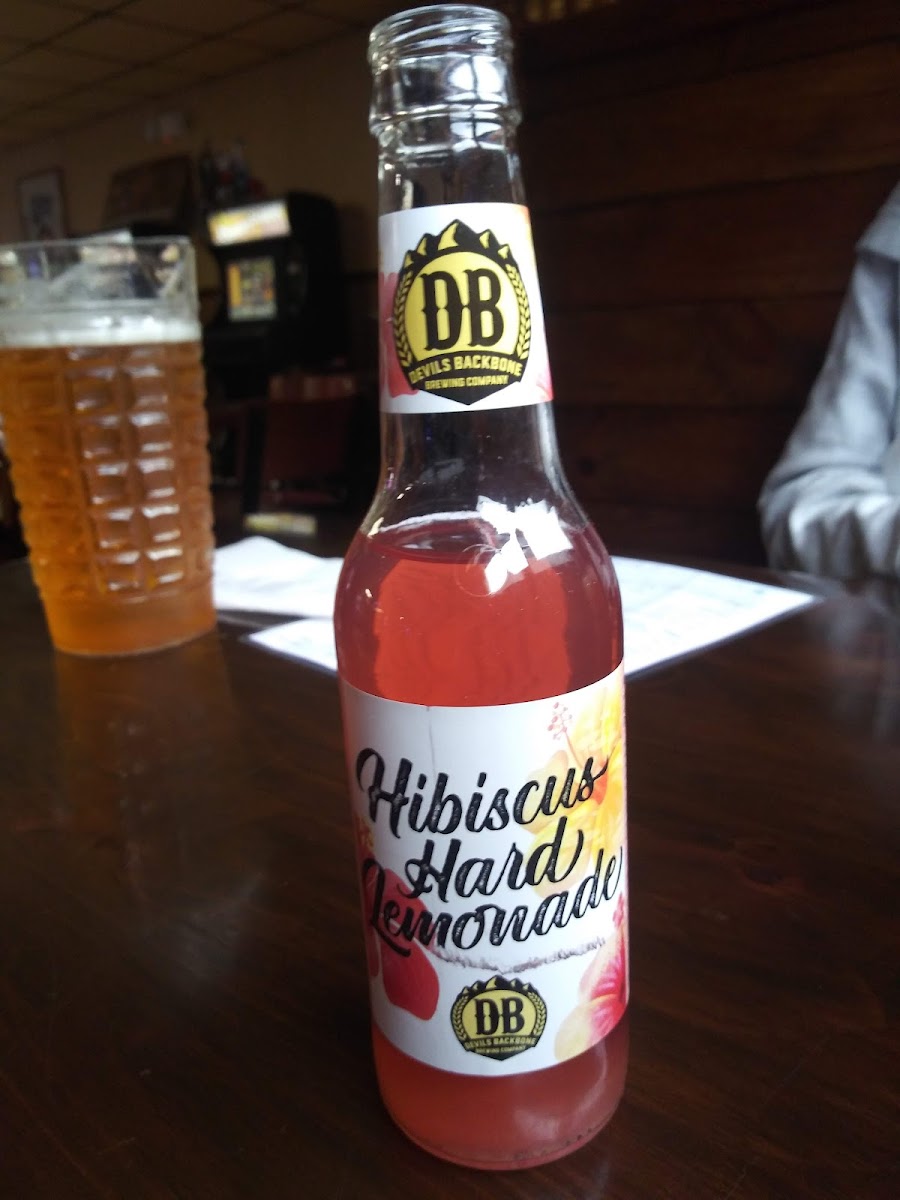 DB
DEVILS BACKBONE
BREWING COMPANY
Hibiscus
Hard
Lemonade
DB
DEVILS BACKBONE
BREWING COMPANY